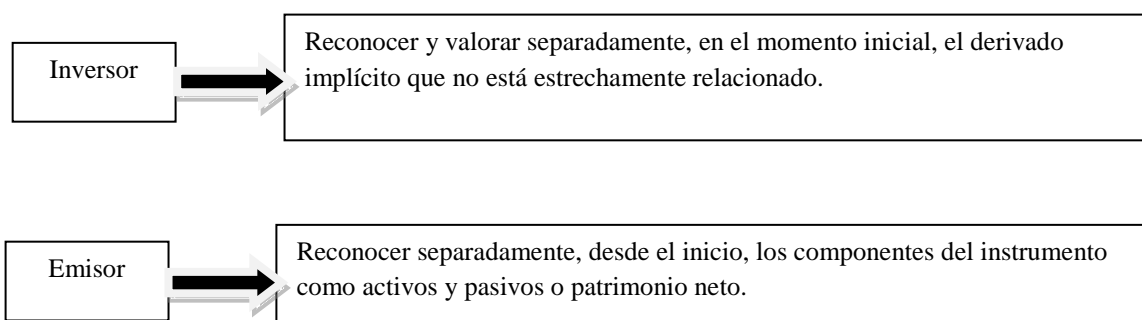 Inversor
Reconocer y valorar separadamente, en el momento inicial, el derivado
implícito que no está estrechamente relacionado.
Emisor
Reconocer separadamente, desde el inicio, los componentes del instrumento
como activos y pasivos o patrimonio neto.